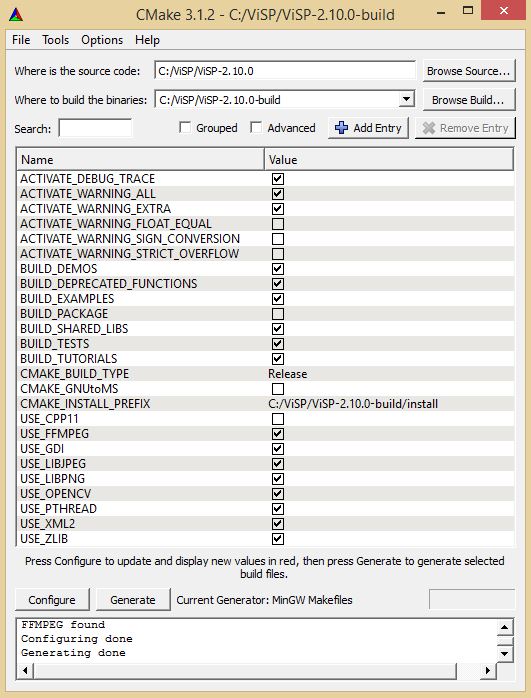 CMake 3.1.2 - C:/ViSP/ViSP-2.10.0-build
File Tools Options Help
Where is the source code: C:/ViSP/ViSP-2.10.0 Browse Source...
Where to build the binaries: C:/ViSP/ViSP-2.10.0-build Browse Build...
Search: Grouped Advanced Add Entry Remove Entry
Name Value
ACTIVATE_DEBUG_TRACE
ACTIVATE_WARNING_ALL
ACTIVATE_WARNING_EXTRA
ACTIVATE_WARNING_FLOAT_EQUAL
ACTIVATE_WARNING_SIGN_CONVERSION
ACTIVATE_WARNING_STRICT_OVERFLOW
BUILD_DEMOS
BUILD_DEPRECATED_FUNCTIONS
BUILD_EXAMPLES
BUILD_PACKAGE
BUILD_SHARED_LIBS
BUILD_TESTS
BUILD_TUTORIALS
CMAKE_BUILD_TYPE Release
CMAKE_GNUtoMS
CMAKE_INSTALL_PREFIX C:/ViSP/ViSP-2.10.0-build/install
USE_CPP11
USE_FFMPEG
USE_GDI
USE_LIBJPEG
USE_LIBPNG
USE_OPENCV
USE_PTHREAD
USE_XML2
USE_ZLIB
Press Configure to update and display new values in red, then press Generate to generate selected
build files.
Configure Generate Current Generator: MinGW Makefiles
FFMPEG found
Configuring done
Generating done